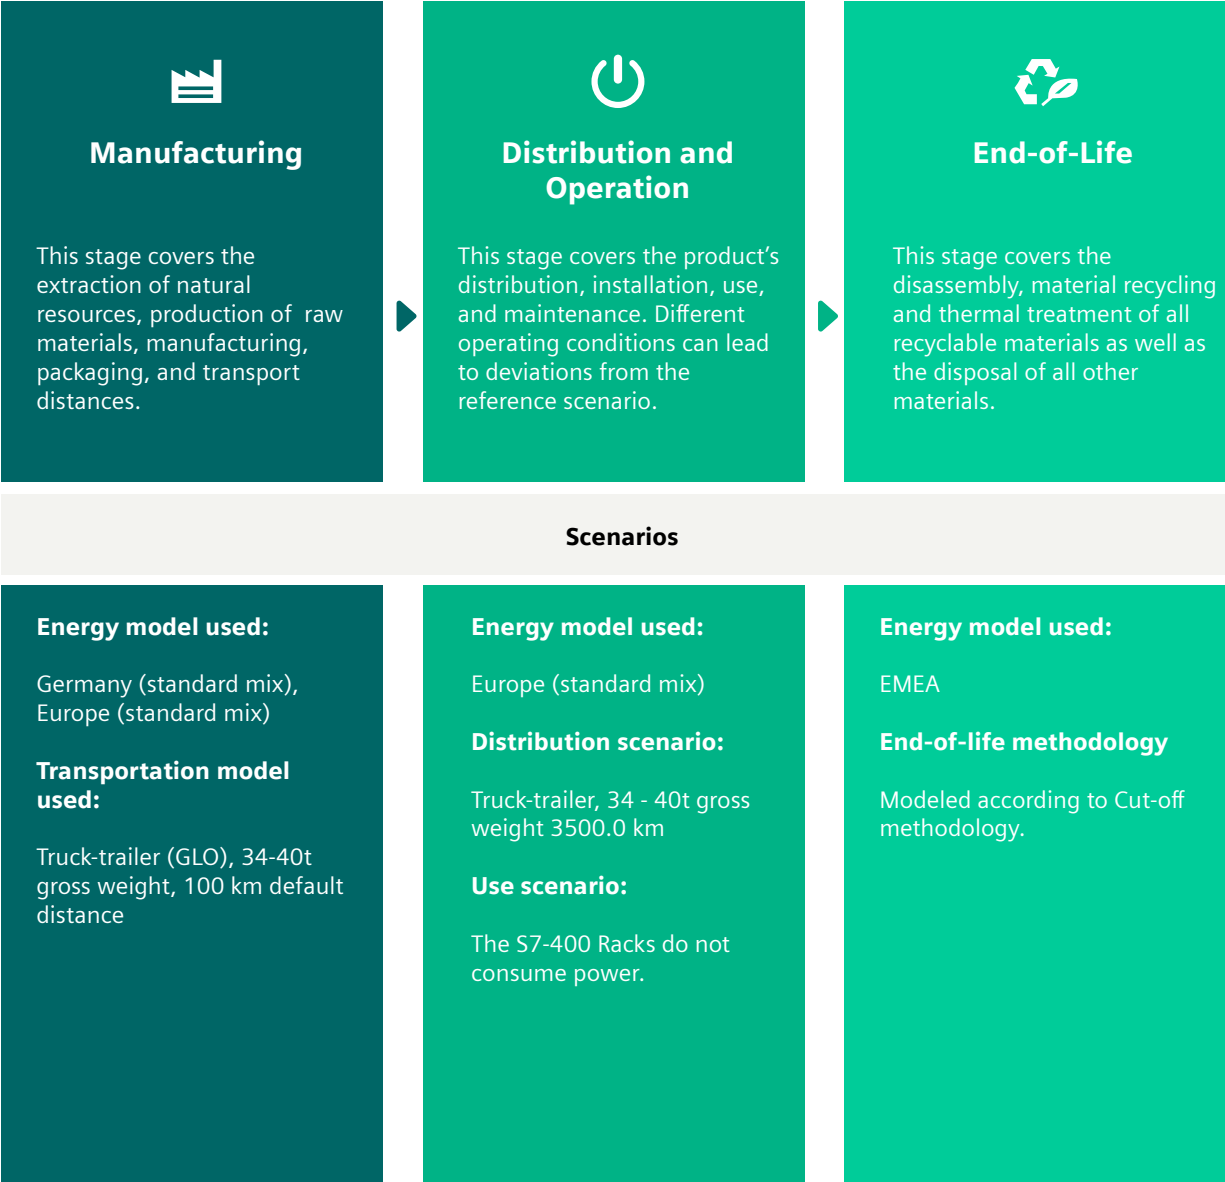 Manufacturing
This stage covers the
extraction of natural
resources, production of  raw
materials, manufacturing,
packaging, and transport
distances.
Distribution and
Operation
This stage covers the product’s
distribution, installation, use,
and maintenance. Different
operating conditions can lead
to deviations from the
reference scenario.
End-of-Life
This stage covers the
disassembly, material recycling
and thermal treatment of all
recyclable materials as well as
the disposal of all other
materials.
Scenarios
Energy model used:
Germany (standard mix),
Europe (standard mix)
Transportation model
used:
Truck-trailer (GLO), 34-40t
gross weight, 100 km default
distance
Energy model used:
Europe (standard mix)
Distribution scenario:
Truck-trailer, 34 - 40t gross
weight 3500.0 km
Use scenario:
The S7-400 Racks do not
consume power.
Energy model used:
EMEA
End-of-life methodology
Modeled according to Cut-off
methodology.